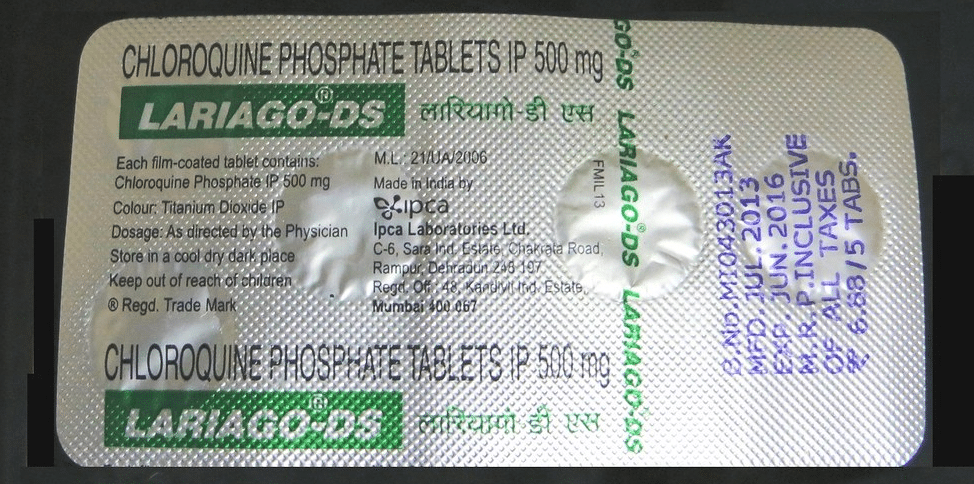 CHLOROQUINE PHOSPHATE TABLETS IP 500 mg
LARIAGO®-DS लारियागो-डी एस
Each film-coated tablet contains:
Chloroquine Phosphate IP 500 mg
Colour: Titanium Dioxide IP
Dosage: As directed by the Physician
Store in a cool dry dark place
Keep out of reach of children
® Regd. Trade Mark
M.L.: 21/UA/2006
Made in India by
Ipca
Ipca Laboratories Ltd.
C-6, Sara Ind. Estate, Chakrata Road,
Rampur, Dehradun 248 197.
Regd. Off.: 48, Kandivli Ind. Estate,
Mumbai 400 067
CHLOROQUINE PHOSPHATE TABLETS IP 500 mg
LARIAGO®-DS लारियागो-डी एस
FMIL 13
GO®-DS LARIAGO®-DS LARIAGO®-DS
B.No.MI043013AK
MFD. JUL.2013
EXP. JUN.2016
M.R.P.INCLUSIVE
OF ALL TAXES
₹ 6.68/5 TABS.